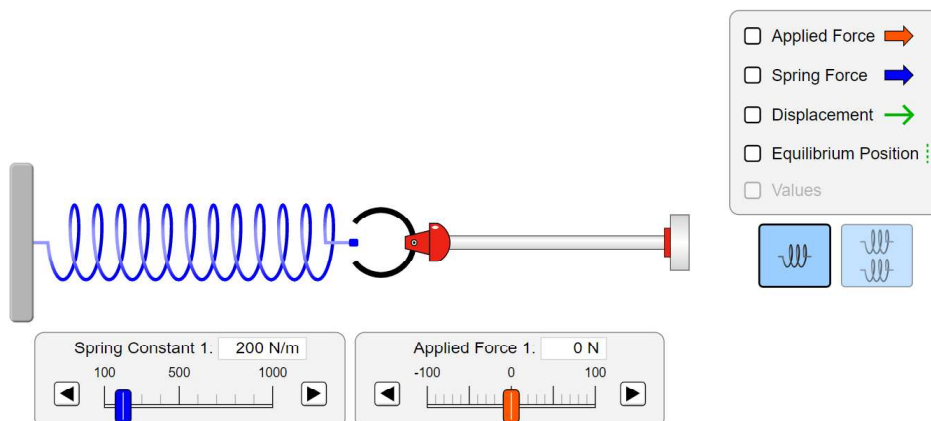 Applied Force
Spring Force
Displacement
Equilibrium Position
Values
Spring Constant 1. 200 N/m
100 500 1000
Applied Force 1. 0 N
-100 0 100